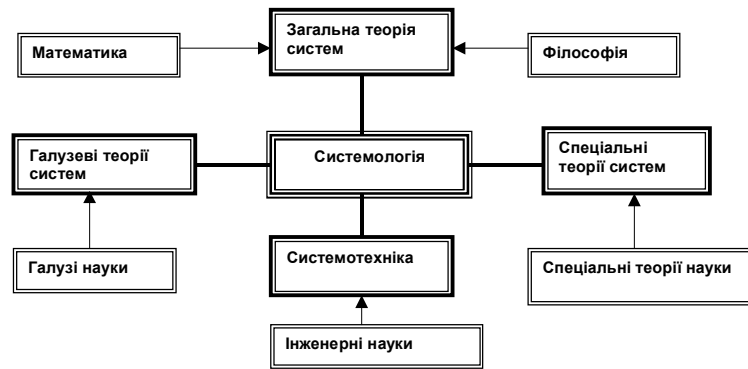 Загальна теорія
систем
Математика
Філософія
Галузеві теорії
систем
Системологія
Спеціальні
теорії систем
Галузі науки
Системотехніка
Спеціальні теорії науки
Інженерні науки